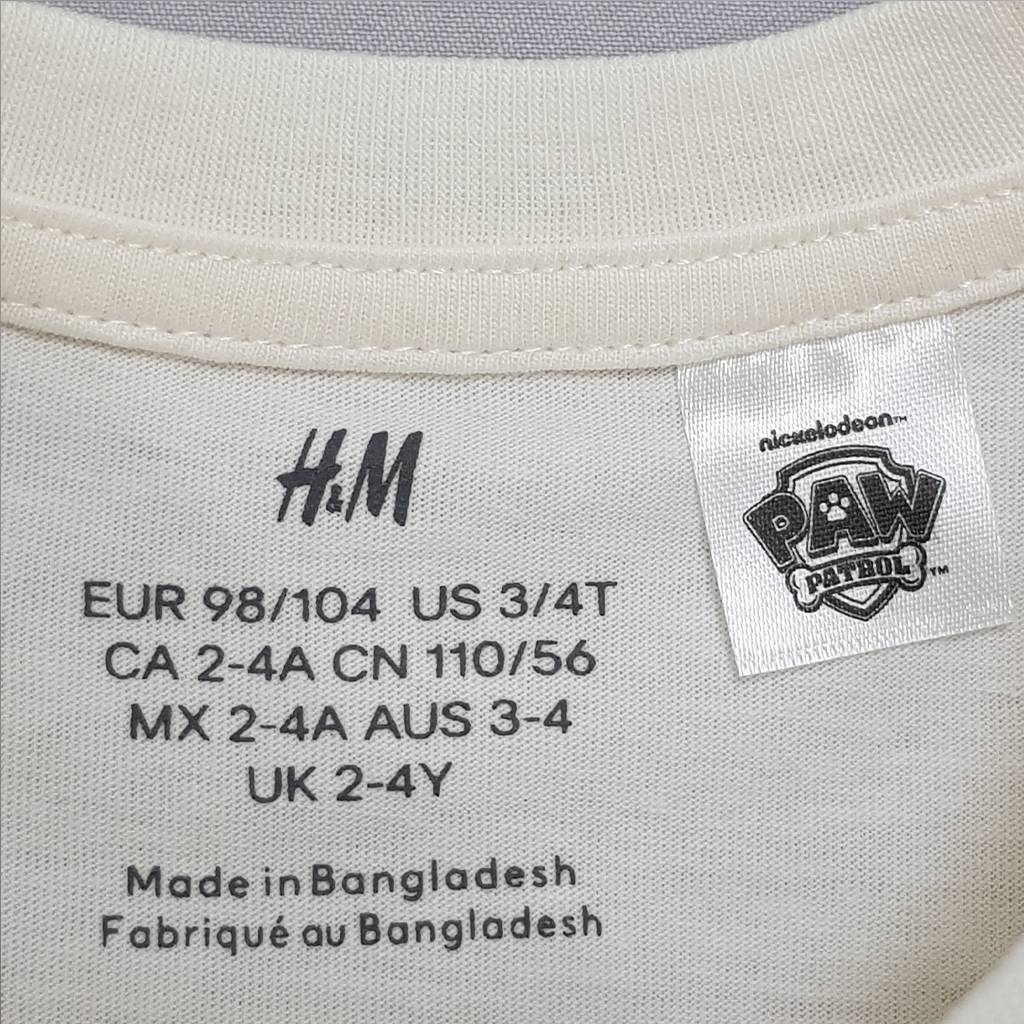 H&M
EUR 98/104 US 3/4T
CA 2-4A CN 110/56
MX 2-4A AUS 3-4
UK 2-4Y
Made in Bangladesh
Fabriqué au Bangladesh
nickelodeon™
PAW
PATROL™